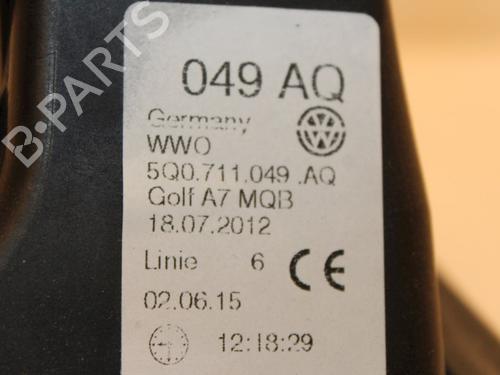 049 AQ
Germany
WWO
5Q0.711.049 .AQ
Golf A7 MQB
18.07.2012
Linie 6 CE
02.06.15
12:18:29
B-PARTS